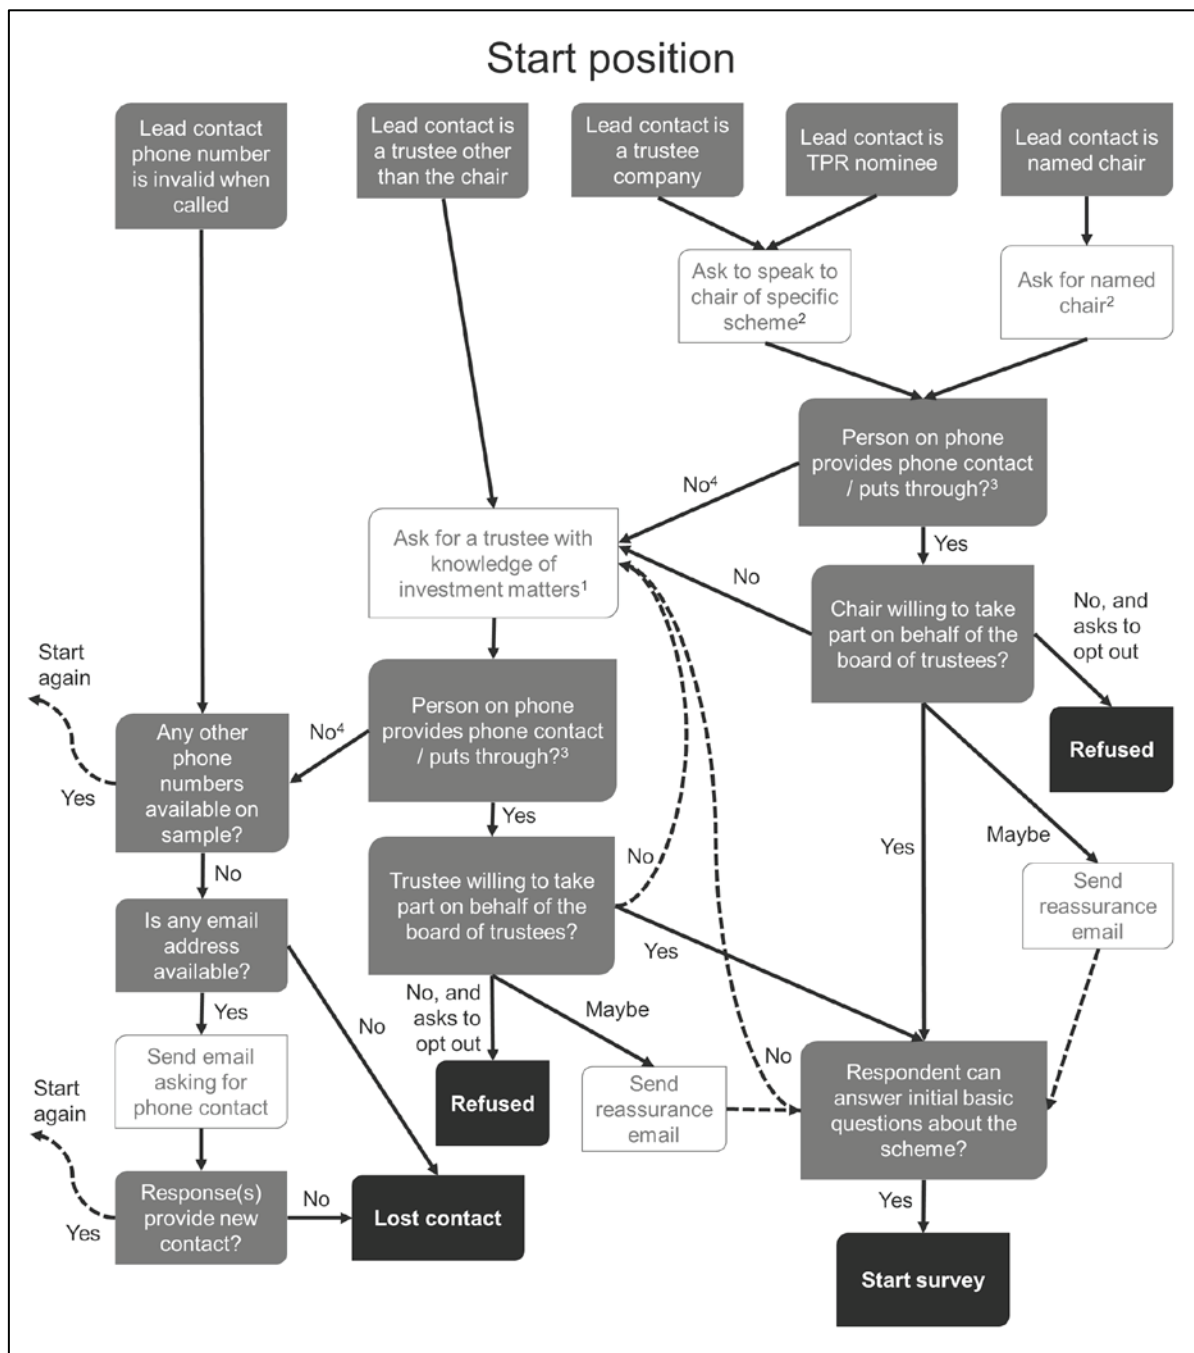 Start position
Lead contact
phone number
is invalid when
called
Lead contact is
a trustee other
than the chair
Lead contact is
a trustee
company
Lead contact is
TPR nominee
Lead contact is
named chair
Ask to speak to
chair of specific
scheme²
Ask for named
chair²
Person on phone
provides phone contact
/ puts through?³
No⁴
Yes
Ask for a trustee with
knowledge of
investment matters¹
No
Chair willing to take
part on behalf of the
board of trustees?
No, and
asks to
opt out
Refused
Start
again
Yes
Any other
phone
numbers
available on
sample?
No⁴
Person on phone
provides phone contact
/ puts through?³
Yes
No
Trustee willing to take
part on behalf of the
board of trustees?
No
Yes
Yes
Maybe
Send
reassurance
email
Is any email
address
available?
Yes
No
No, and
asks to
opt out
Maybe
Refused
Send
reassurance
email
No
Respondent can
answer initial basic
questions about the
scheme?
Send email
asking for
phone contact
Start
again
Yes
Response(s)
provide new
contact?
No
Lost contact
Yes
Start survey